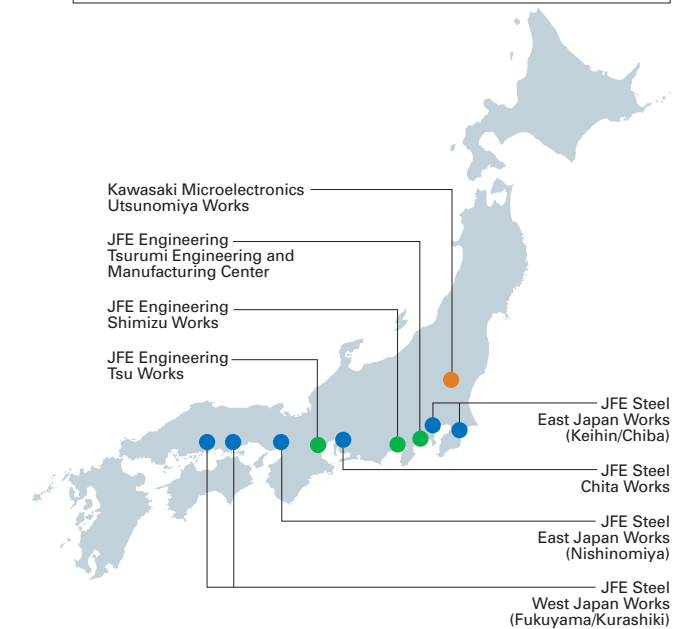 Kawasaki Microelectronics
Utsunomiya Works
JFE Engineering
Tsurumi Engineering and
Manufacturing Center
JFE Engineering
Shimizu Works
JFE Engineering
Tsu Works
JFE Steel
East Japan Works
(Keihin/Chiba)
JFE Steel
Chita Works
JFE Steel
East Japan Works
(Nishinomiya)
JFE Steel
West Japan Works
(Fukuyama/Kurashiki)